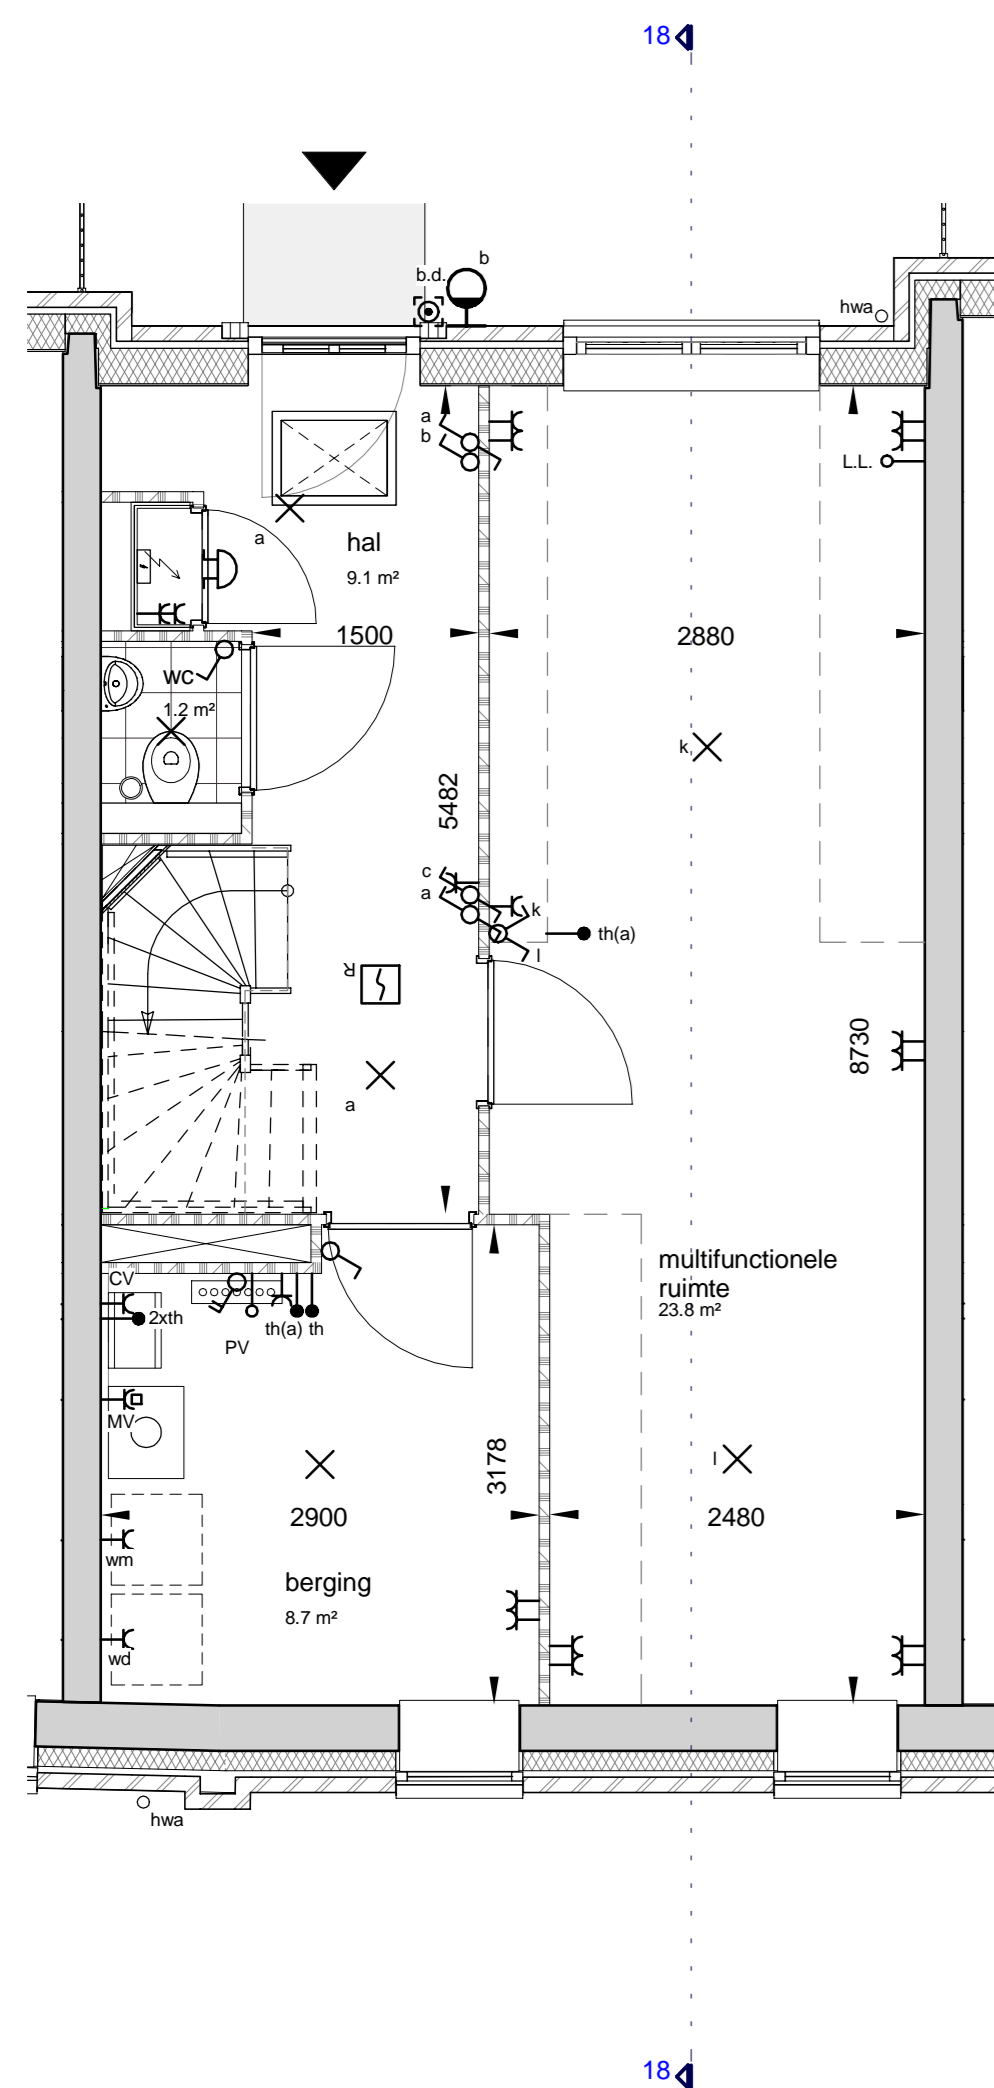 18
b
b.d.
hwa
a
b
L.L.
a
hal
9.1 m²
1500
2880
wc
1.2 m²
k
5482
c
a
k
th(a)
l
R
8730
a
multifunctionele
ruimte
23.8 m²
CV
2xth
th(a) th
PV
MV
3178
l
2900
2480
wm
berging
8.7 m²
wd
hwa
18